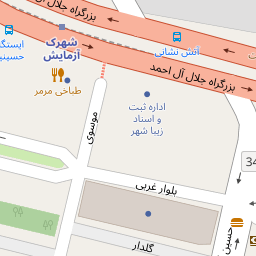 بزرگراه جلال آل احمد
آتش نشانی
ایستگاه
حسینی
شهرک
آزمایش
بزرگراه جلال آل احمد
طباخی مرمر
اداره ثبت
و اسناد
زیبا شهر
موسوی
34
بلوار غربی
حسین
گلدار